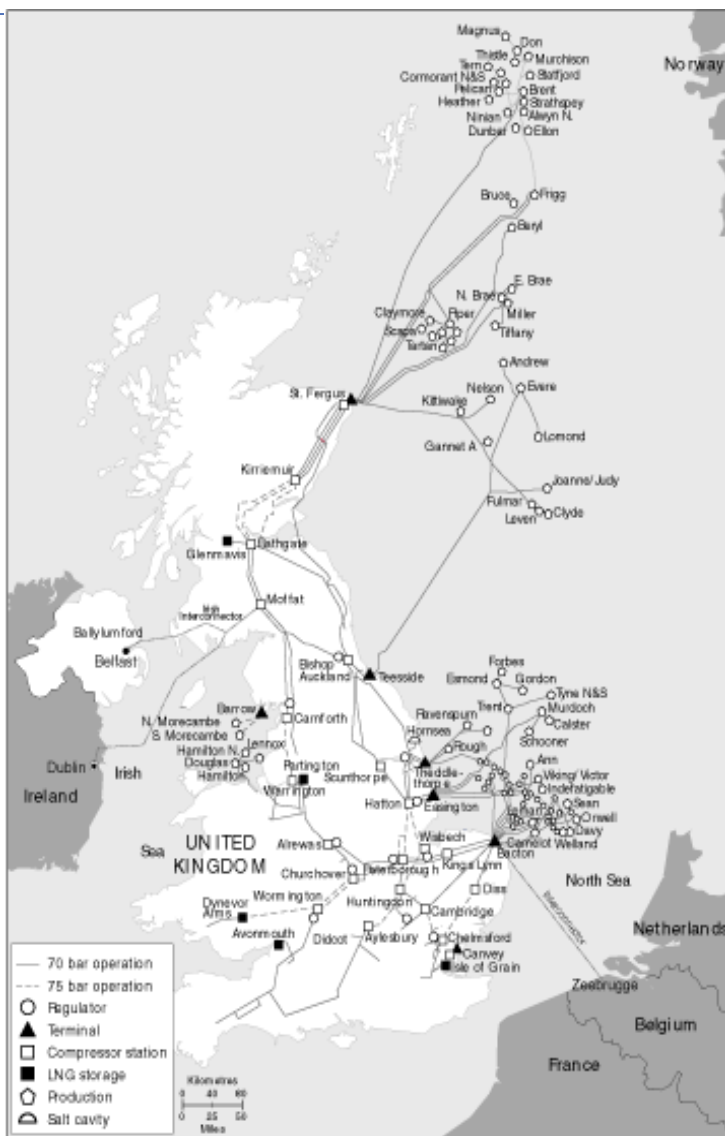 Magnus
Don
Thistle
Murchison
Tern
Cormorant N&S
Statfjord
Pelican
Brent
Heather
Strathspey
Ninian
Alwyn N.
Dunbar
Ellon
Norway
Bruce
Frigg
Beryl
E. Brae
N. Brae
Claymore
Piper
Miller
Scapa
Tiffany
Tartan
Andrew
St. Fergus
Nelson
Kittiwake
Evere
Lomond
Gannet A
Kirriemuir
Joanne/Judy
Fulmar
Leven
Clyde
Bathgate
Glenmavis
Moffat
Irish
Interconnector
Ballylumford
Belfast
Bishop
Auckland
Teesside
Forbes
Esmond
Gordon
Tyne N&S
Trent
Murdoch
Barrow
Ravenspurn
Caister
N. Morecambe
Camforth
Hornsea
S Morecambe
Rough
Schooner
Hamilton N.
Lennox
Ann
Dublin
Irish
Douglas
Partington
Scunthorpe
Theddle-
thorpe
Viking/Victor
Hamilton
Warrington
Indefatigable
Ireland
Hatton
Easington
Sean
Orwell
Davy
Wisbech
Camelot
Welland
Sea
UNITED
KINGDOM
Alrewas
Bacton
Churchover
Peterborough
Kings Lynn
North Sea
Wormington
Huntingdon
Diss
Dynevor
Arms
Cambridge
Interconnector
Netherlands
Avonmouth
Didcot
Aylesbury
Chelmsford
Canvey
Isle of Grain
Zeebrugge
Belgium
France
70 bar operation
75 bar operation
Regulator
Terminal
Compressor station
LNG storage
Production
Salt cavity
Kilometres
0 40 80
0 25 50
Miles